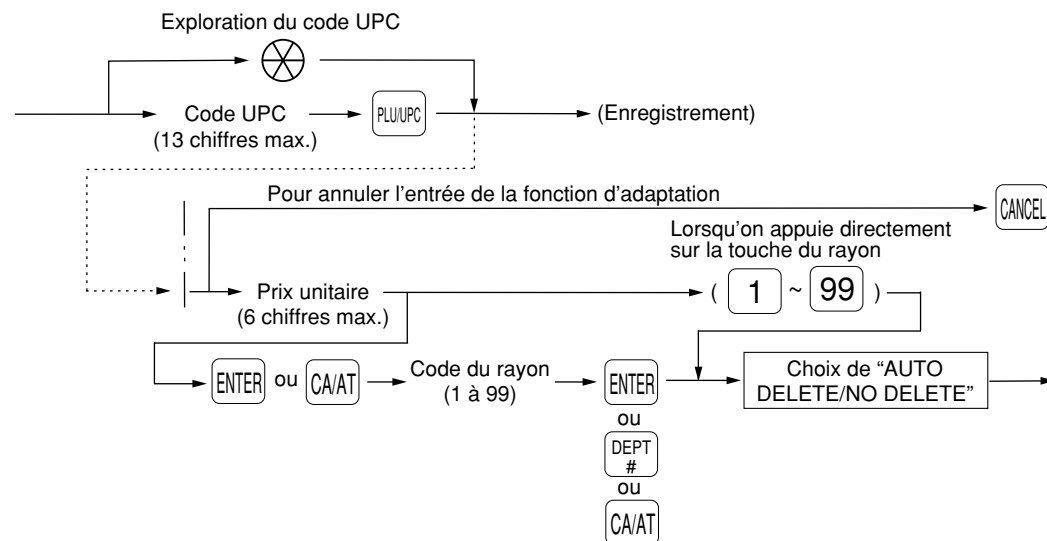 Exploration du code UPC
Code UPC
(13 chiffres max.)
PLU/UPC
(Enregistrement)
Pour annuler l'entrée de la fonction d'adaptation
CANCEL
Lorsqu'on appuie directement
sur la touche du rayon
Prix unitaire
(6 chiffres max.)
( 1 ~ 99 )
ENTER ou CA/AT
Code du rayon
(1 à 99)
ENTER
ou
DEPT
#
ou
CA/AT
Choix de “AUTO
DELETE/NO DELETE”